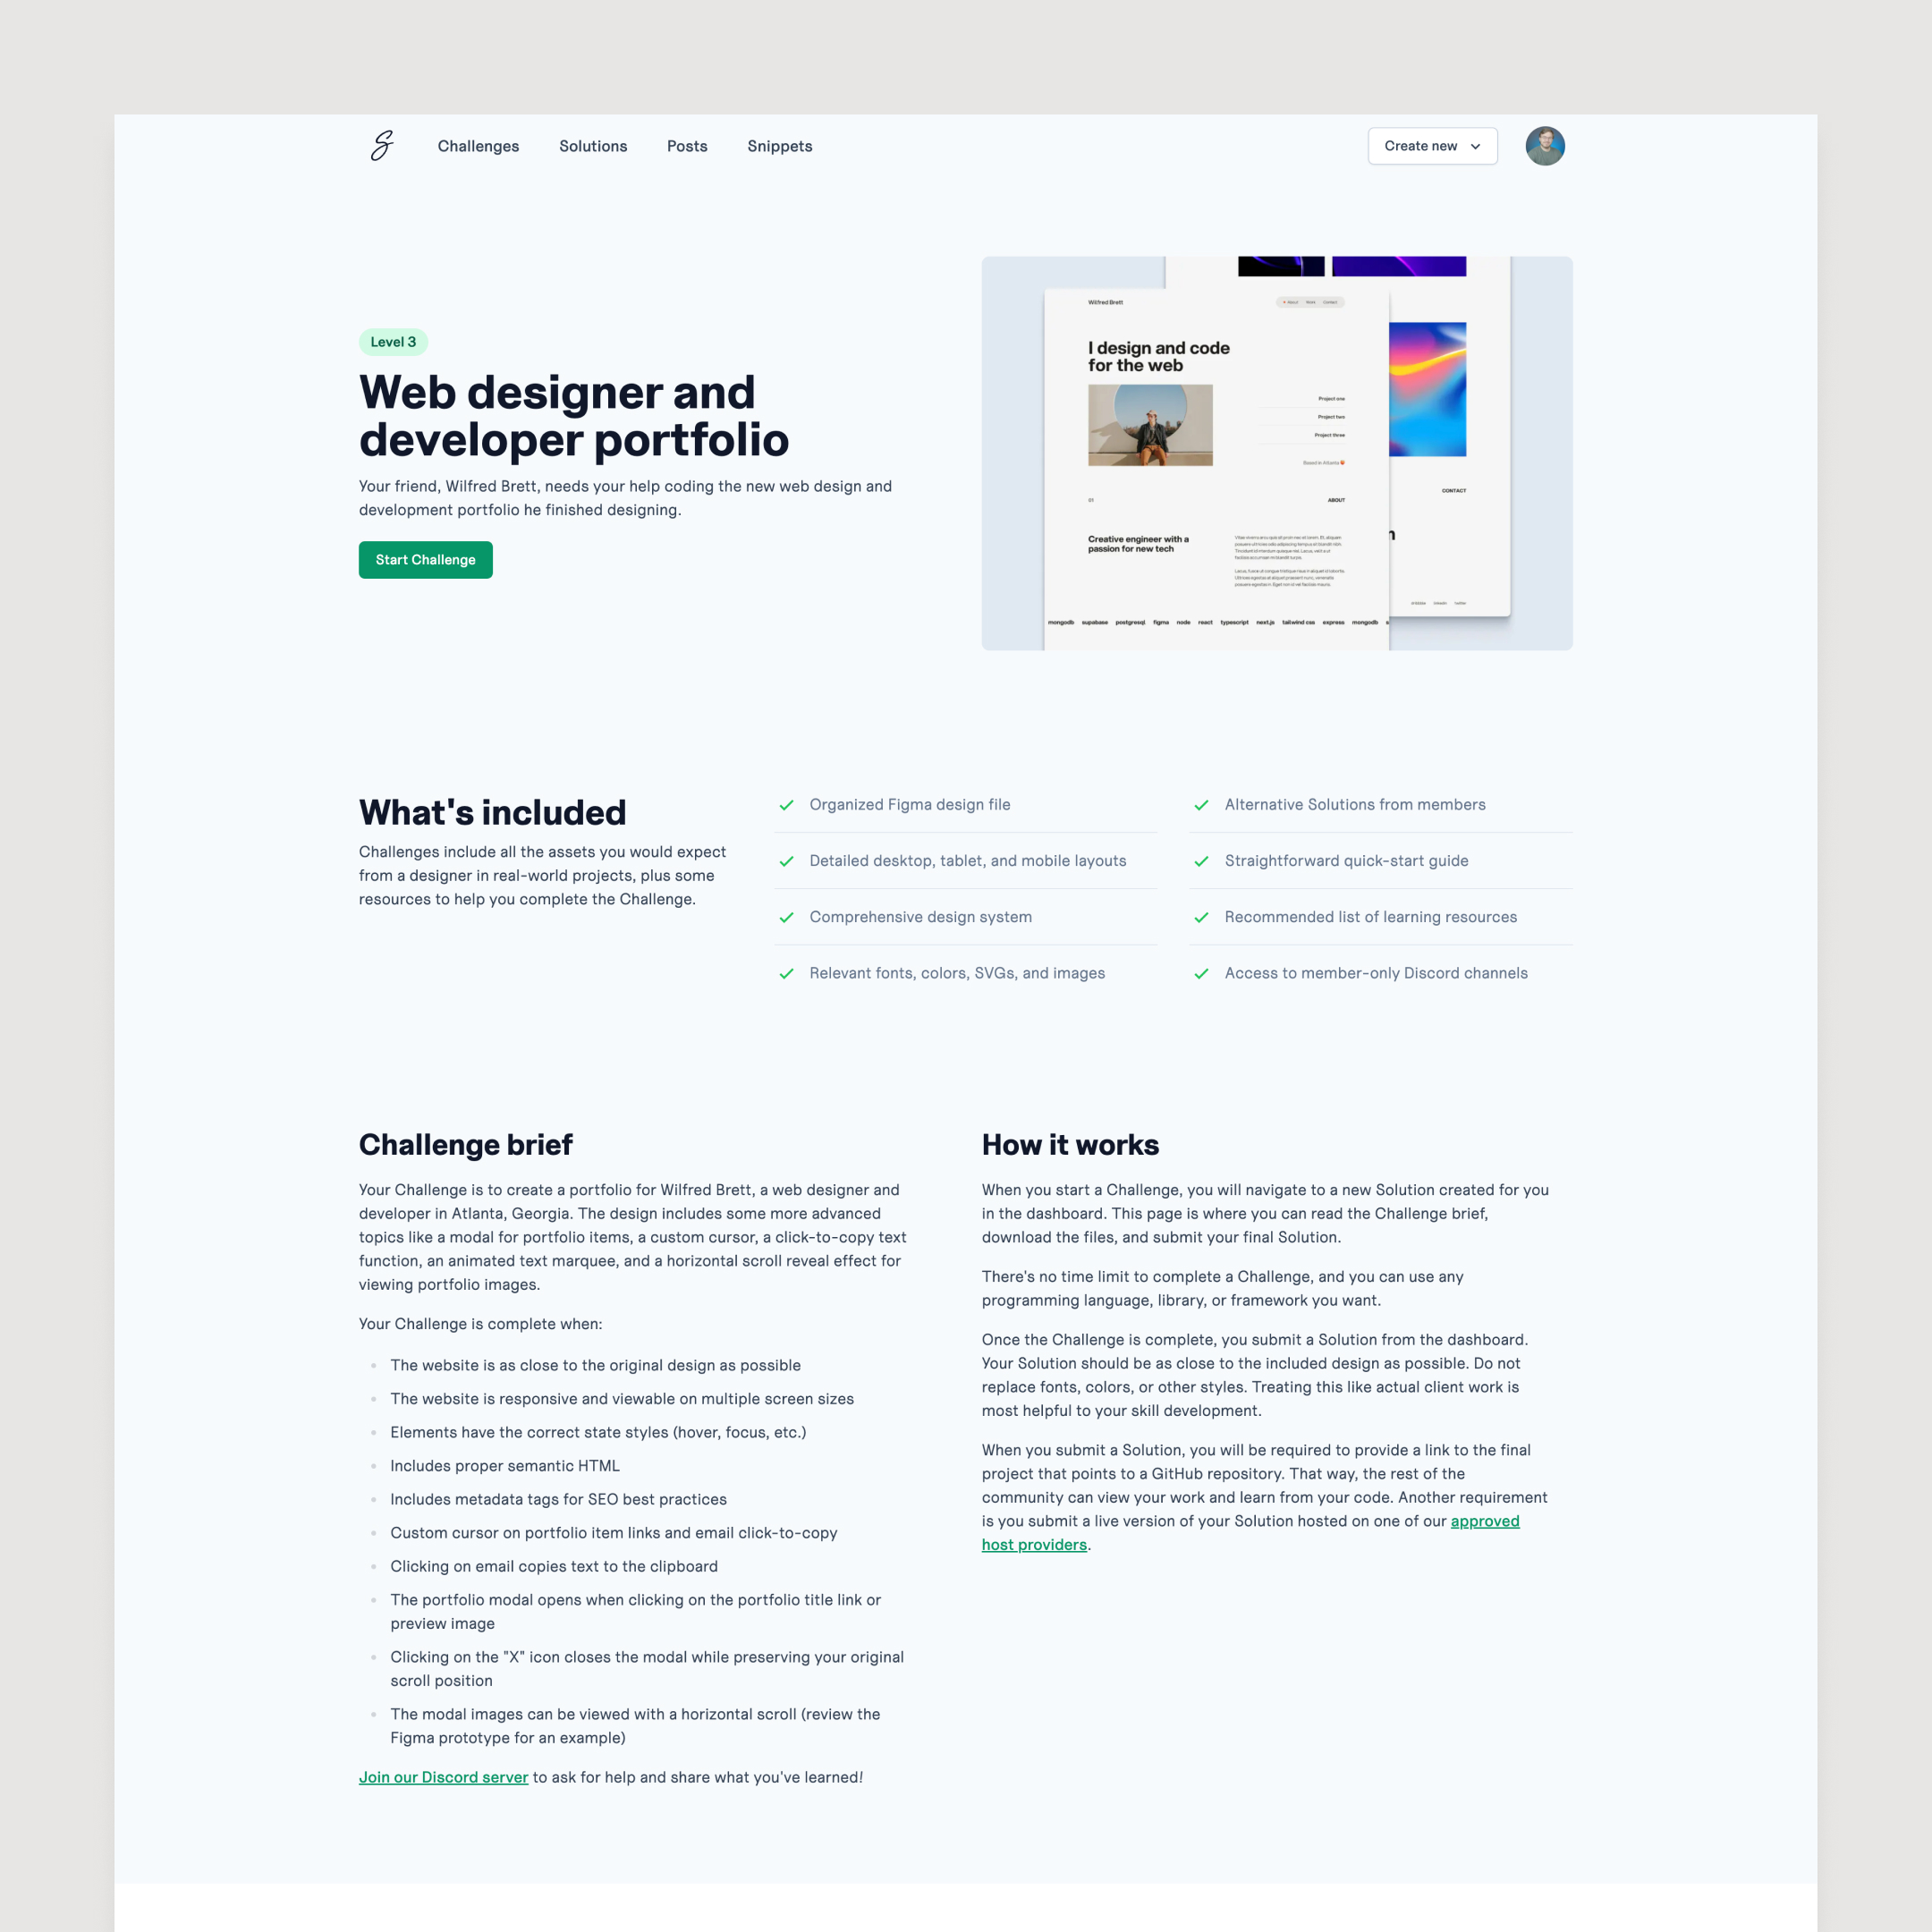 Challenges
Solutions
Posts
Snippets
Create new
Level 3
Web designer and
developer portfolio
Your friend, Wilfred Brett, needs your help coding the new web design and
development portfolio he finished designing.
Start Challenge
Wilfred Brett
About
Work
Contact
I design and code
for the web
Project one
Project two
Project three
Based in Atlanta
01
ABOUT
Creative engineer with a
passion for new tech
mongodb supabase postgresql figma node react typescript next.js tailwind css express mongodb s
CONTACT
n
dribbble linkedin twitter
What's included
Challenges include all the assets you would expect
from a designer in real-world projects, plus some
resources to help you complete the Challenge.
Organized Figma design file
Detailed desktop, tablet, and mobile layouts
Comprehensive design system
Relevant fonts, colors, SVGs, and images
Alternative Solutions from members
Straightforward quick-start guide
Recommended list of learning resources
Access to member-only Discord channels
Challenge brief
Your Challenge is to create a portfolio for Wilfred Brett, a web designer and
developer in Atlanta, Georgia. The design includes some more advanced
topics like a modal for portfolio items, a custom cursor, a click-to-copy text
function, an animated text marquee, and a horizontal scroll reveal effect for
viewing portfolio images.
Your Challenge is complete when:
The website is as close to the original design as possible
The website is responsive and viewable on multiple screen sizes
Elements have the correct state styles (hover, focus, etc.)
Includes proper semantic HTML
Includes metadata tags for SEO best practices
Custom cursor on portfolio item links and email click-to-copy
Clicking on email copies text to the clipboard
The portfolio modal opens when clicking on the portfolio title link or
preview image
Clicking on the "X" icon closes the modal while preserving your original
scroll position
The modal images can be viewed with a horizontal scroll (review the
Figma prototype for an example)
Join our Discord server to ask for help and share what you've learned!
How it works
When you start a Challenge, you will navigate to a new Solution created for you
in the dashboard. This page is where you can read the Challenge brief,
download the files, and submit your final Solution.
There's no time limit to complete a Challenge, and you can use any
programming language, library, or framework you want.
Once the Challenge is complete, you submit a Solution from the dashboard.
Your Solution should be as close to the included design as possible. Do not
replace fonts, colors, or other styles. Treating this like actual client work is
most helpful to your skill development.
When you submit a Solution, you will be required to provide a link to the final
project that points to a GitHub repository. That way, the rest of the
community can view your work and learn from your code. Another requirement
is you submit a live version of your Solution hosted on one of our approved
host providers.